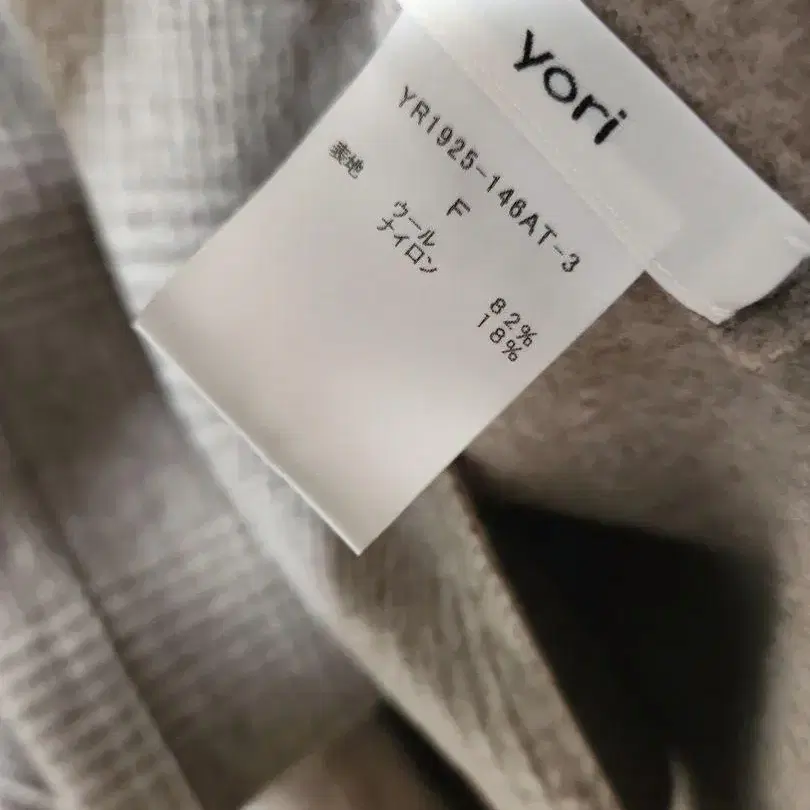 yori
YR1925-146AT-3
F
表地
ウール 82%
ナイロン 18%